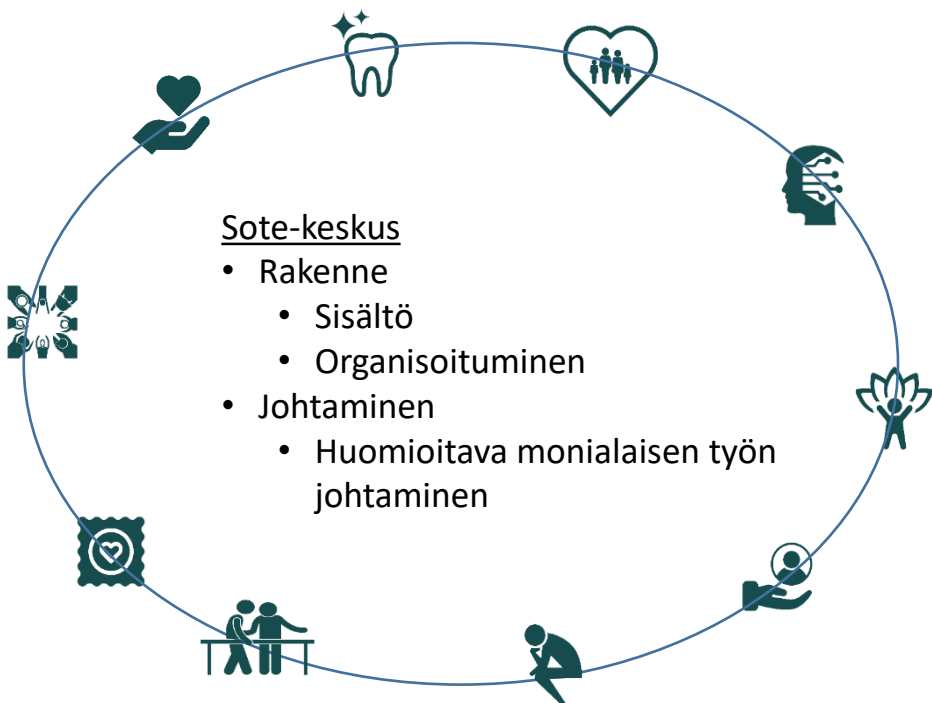 Sote-keskus
• Rakenne
• Sisältö
• Organisoituminen
• Johtaminen
• Huomioitava monialaisen työn
johtaminen